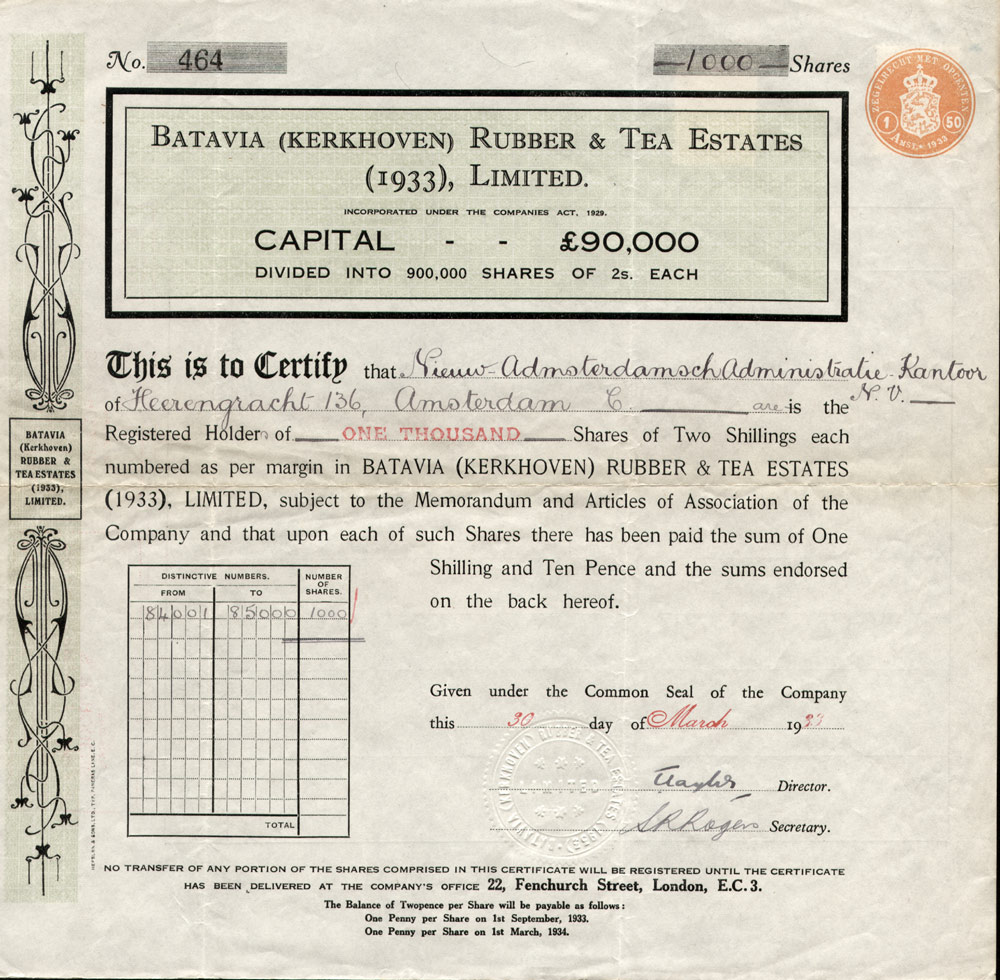 No. 464 —1000— Shares
ZEGELRECHT MET OPCENTEN
1 50
AMST. * 1933
BATAVIA (KERKHOVEN) RUBBER & TEA ESTATES
(1933), LIMITED.
INCORPORATED UNDER THE COMPANIES ACT, 1929.
CAPITAL - - £90,000
DIVIDED INTO 900,000 SHARES OF 2s. EACH
This is to Certify that Nieuw-Admsterdamsch Administratie-Kantoor
of Heerengracht 136, Amsterdam C. are is the N.V.
Registered Holder of ONE THOUSAND Shares of Two Shillings each
numbered as per margin in BATAVIA (KERKHOVEN) RUBBER & TEA ESTATES
(1933), LIMITED, subject to the Memorandum and Articles of Association of the
Company and that upon each of such Shares there has been paid the sum of One
Shilling and Ten Pence and the sums endorsed
on the back hereof.
BATAVIA
(Kerkhoven)
RUBBER &
TEA ESTATES
(1933),
LIMITED.
DISTINCTIVE NUMBERS. NUMBER OF SHARES.
FROM TO
84001 85000 1000
TOTAL
Given under the Common Seal of the Company
this 30 day of March 1933
Director.
S R Rogers Secretary.
LIMITED
NO TRANSFER OF ANY PORTION OF THE SHARES COMPRISED IN THIS CERTIFICATE WILL BE REGISTERED UNTIL THE CERTIFICATE
HAS BEEN DELIVERED AT THE COMPANY'S OFFICE 22, Fenchurch Street, London, E.C.3.
The Balance of Twopence per Share will be payable as follows:
One Penny per Share on 1st September, 1933.
One Penny per Share on 1st March, 1934.